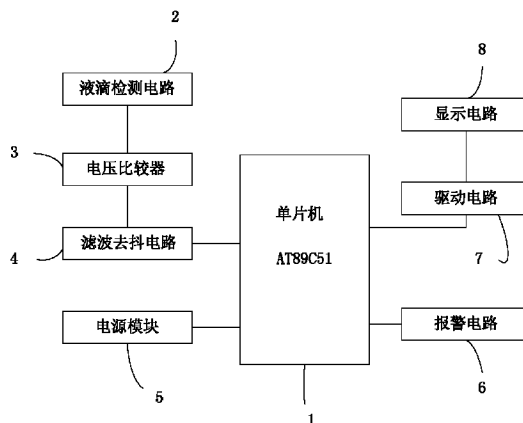 2
液滴检测电路
8
显示电路
3
电压比较器
单片机
AT89C51
驱动电路
4
滤波去抖电路
7
电源模块
报警电路
5
6
1